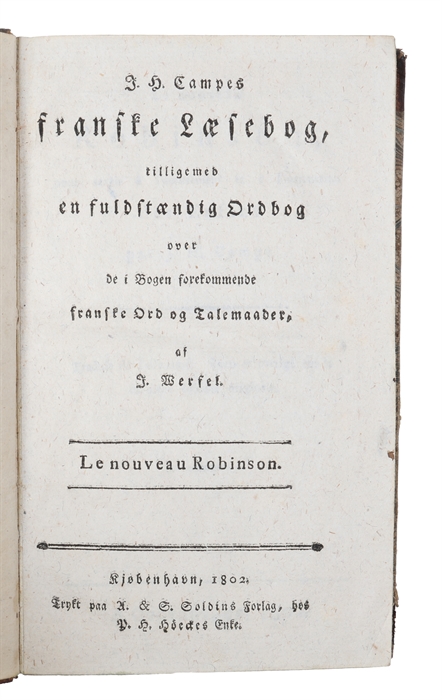 J. H. Campes
franske Læsebog,
tilligemed
en fuldstændig Ordbog
over
de i Bogen forekommende
franske Ord og Talemaader,
af
J. Werfel.
Le nouveau Robinson.
Kjøbenhavn, 1802.
Trykt paa A. & S. Soldins Forlag, hos
P. H. Höeckes Enke.